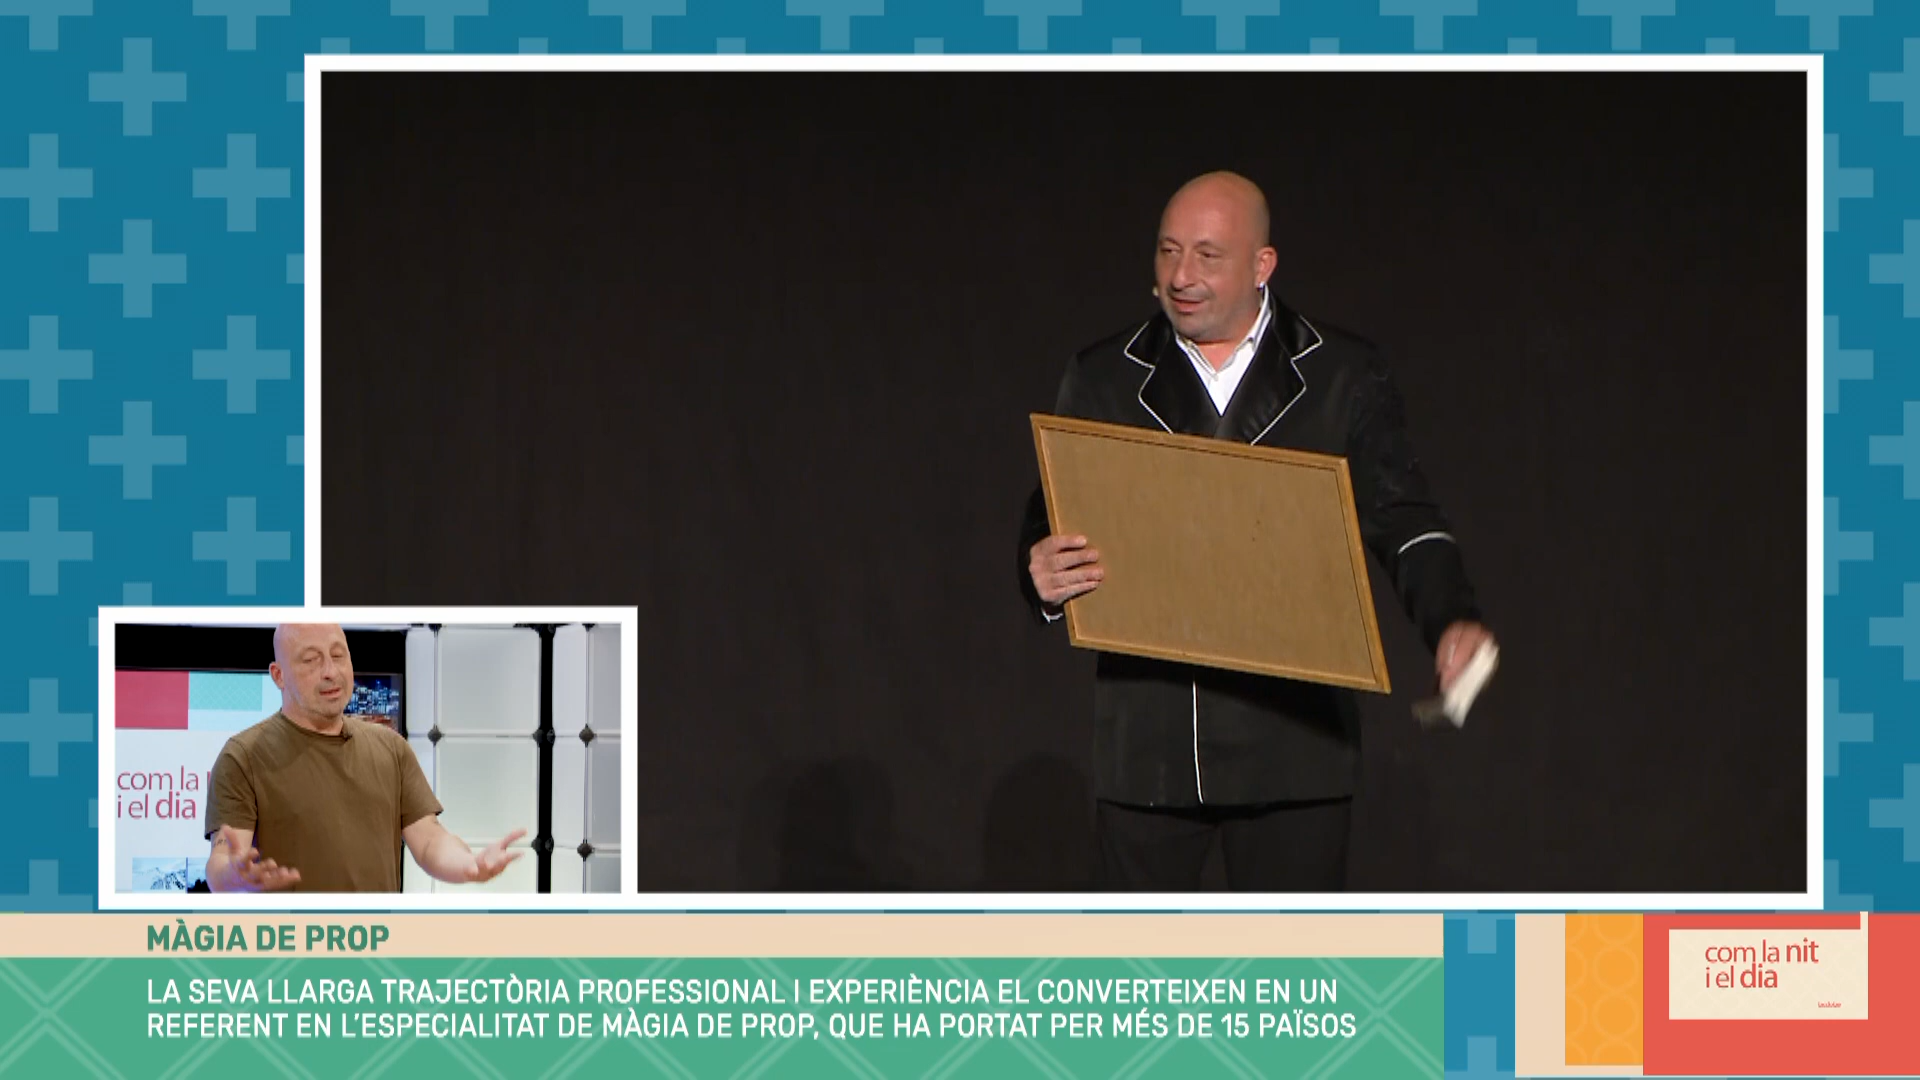 com la
i el dia
MÀGIA DE PROP
LA SEVA LLARGA TRAJECTÒRIA PROFESSIONAL I EXPERIÈNCIA EL CONVERTEIXEN EN UN
REFERENT EN L'ESPECIALITAT DE MÀGIA DE PROP, QUE HA PORTAT PER MÉS DE 15 PAÏSOS
com la nit
i el dia